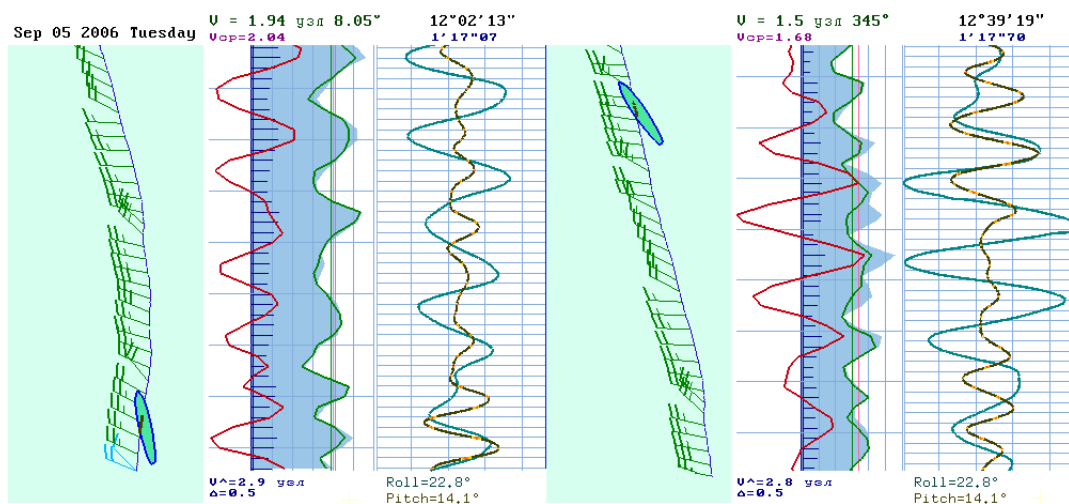 Sep 05 2006 Tuesday
V = 1.94 узл 8.05°
Vср=2.04
12°02'13"
1'17"07
V^=2.9 узл
Δ=0.5
Roll=22.8°
Pitch=14.1°
V = 1.5 узл 345°
Vср=1.68
12°39'19"
1'17"70
V^=2.8 узл
Δ=0.5
Roll=22.8°
Pitch=14.1°